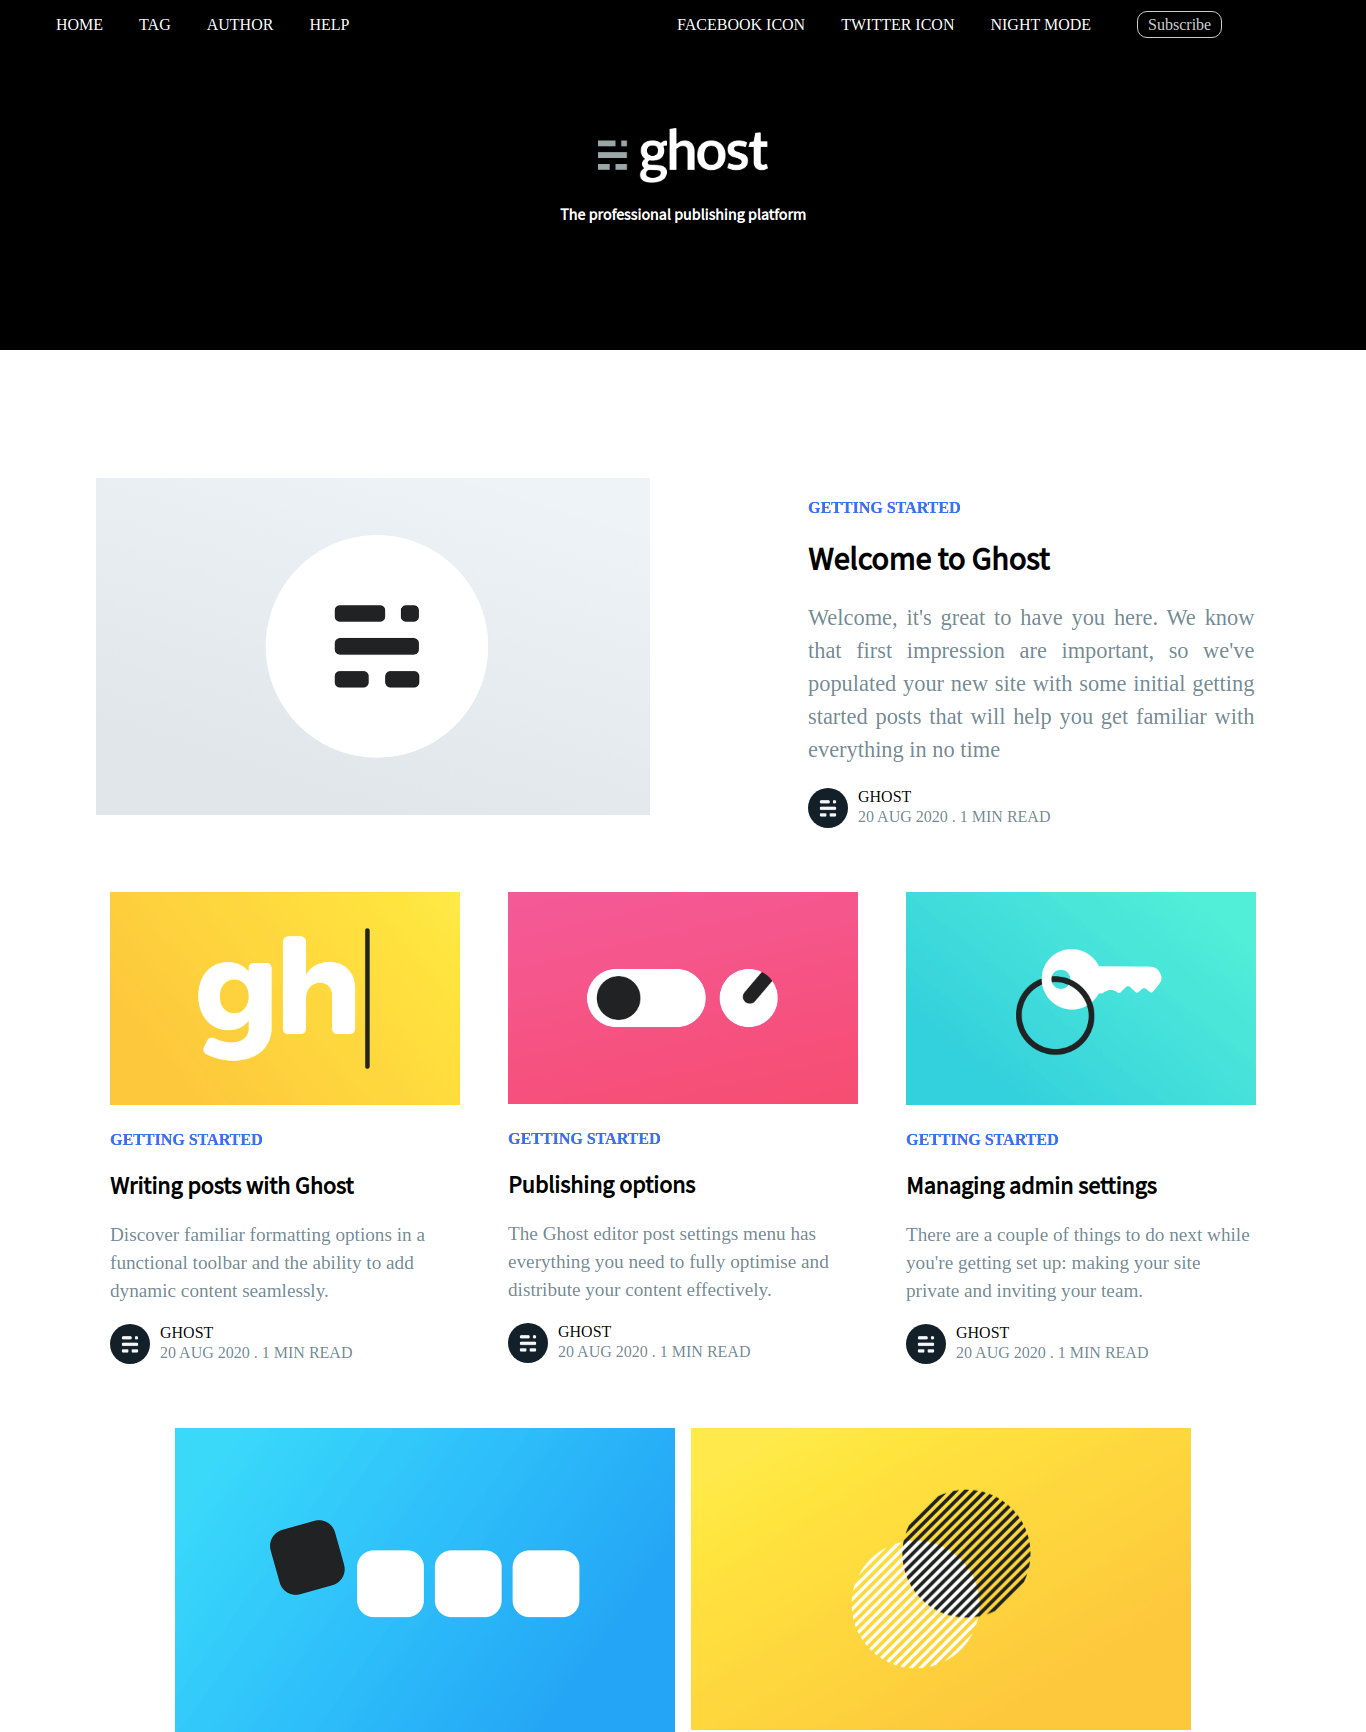 HOME TAG AUTHOR HELP FACEBOOK ICON TWITTER ICON NIGHT MODE Subscribe
ghost
The professional publishing platform
GETTING STARTED
Welcome to Ghost
Welcome, it's great to have you here. We know
that first impression are important, so we've
populated your new site with some initial getting
started posts that will help you get familiar with
everything in no time
GHOST
20 AUG 2020 . 1 MIN READ
gh
GETTING STARTED
Writing posts with Ghost
Discover familiar formatting options in a
functional toolbar and the ability to add
dynamic content seamlessly.
GHOST
20 AUG 2020 . 1 MIN READ
GETTING STARTED
Publishing options
The Ghost editor post settings menu has
everything you need to fully optimise and
distribute your content effectively.
GHOST
20 AUG 2020 . 1 MIN READ
GETTING STARTED
Managing admin settings
There are a couple of things to do next while
you're getting set up: making your site
private and inviting your team.
GHOST
20 AUG 2020 . 1 MIN READ